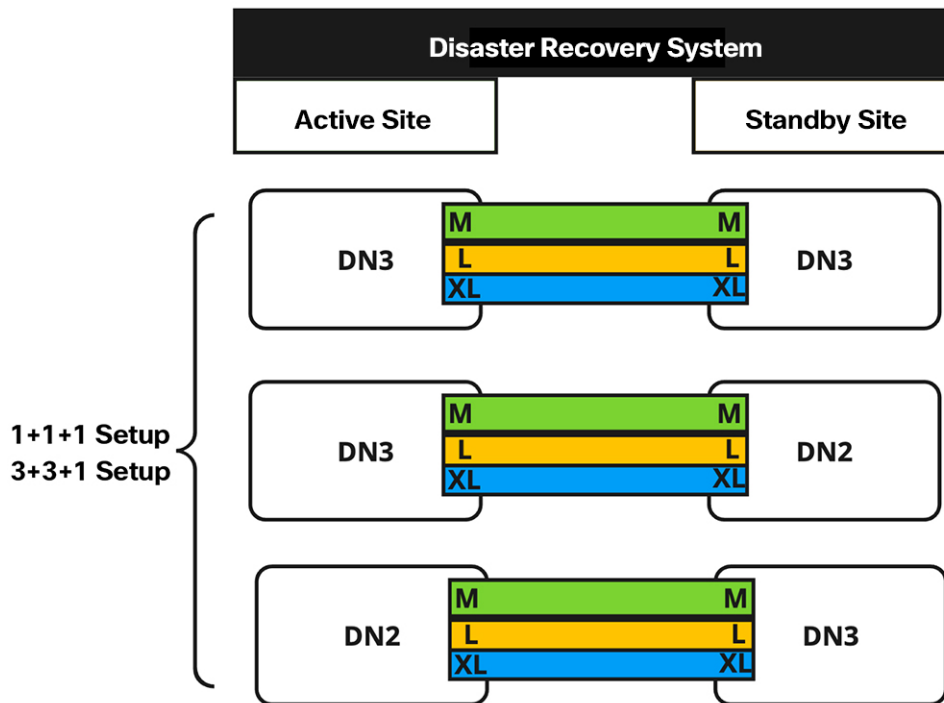 Disaster Recovery System
Active Site
Standby Site
M M
DN3 L L DN3
XL XL
1+1+1 Setup
3+3+1 Setup
M M
DN3 L L DN2
XL XL
M M
DN2 L L DN3
XL XL